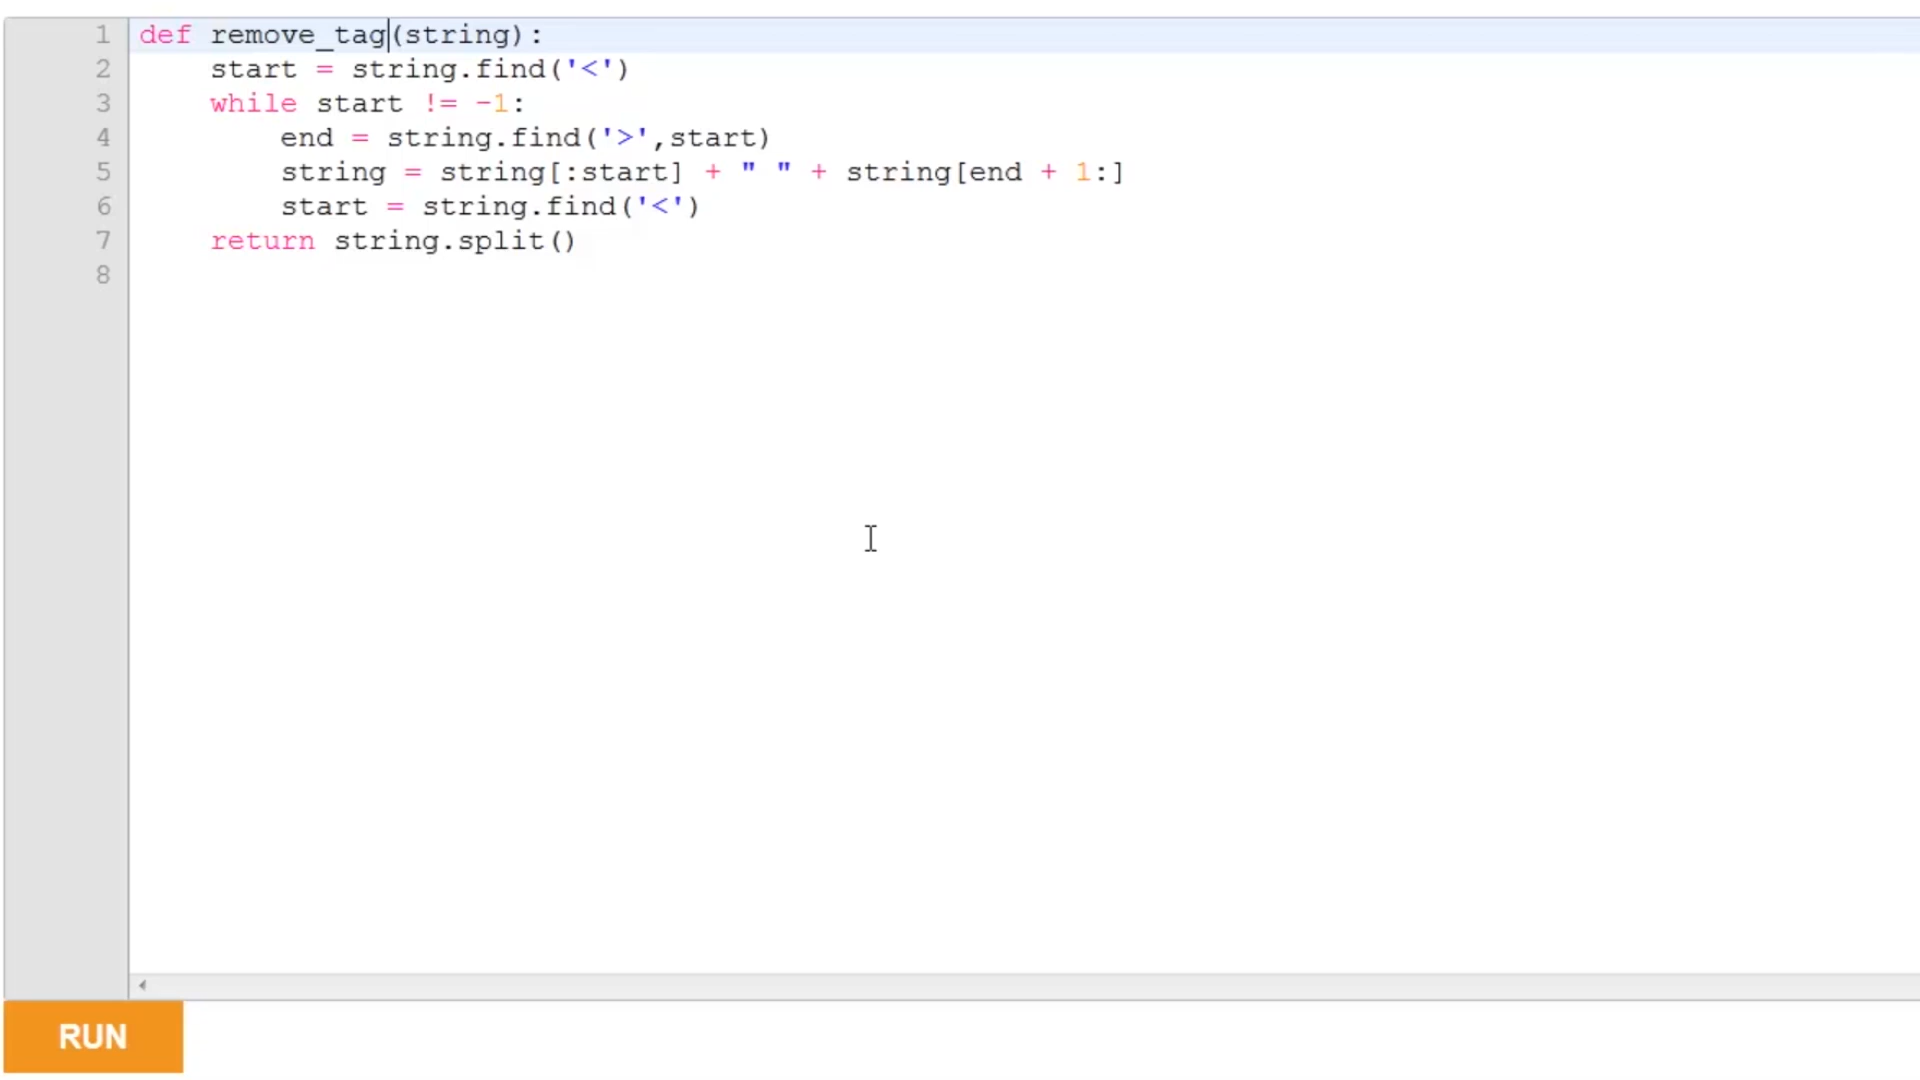 1 def remove_tag(string):
2 start = string.find('<')
3 while start != -1:
4 end = string.find('>',start)
5 string = string[:start] + " " + string[end + 1:]
6 start = string.find('<')
7 return string.split()
8
RUN